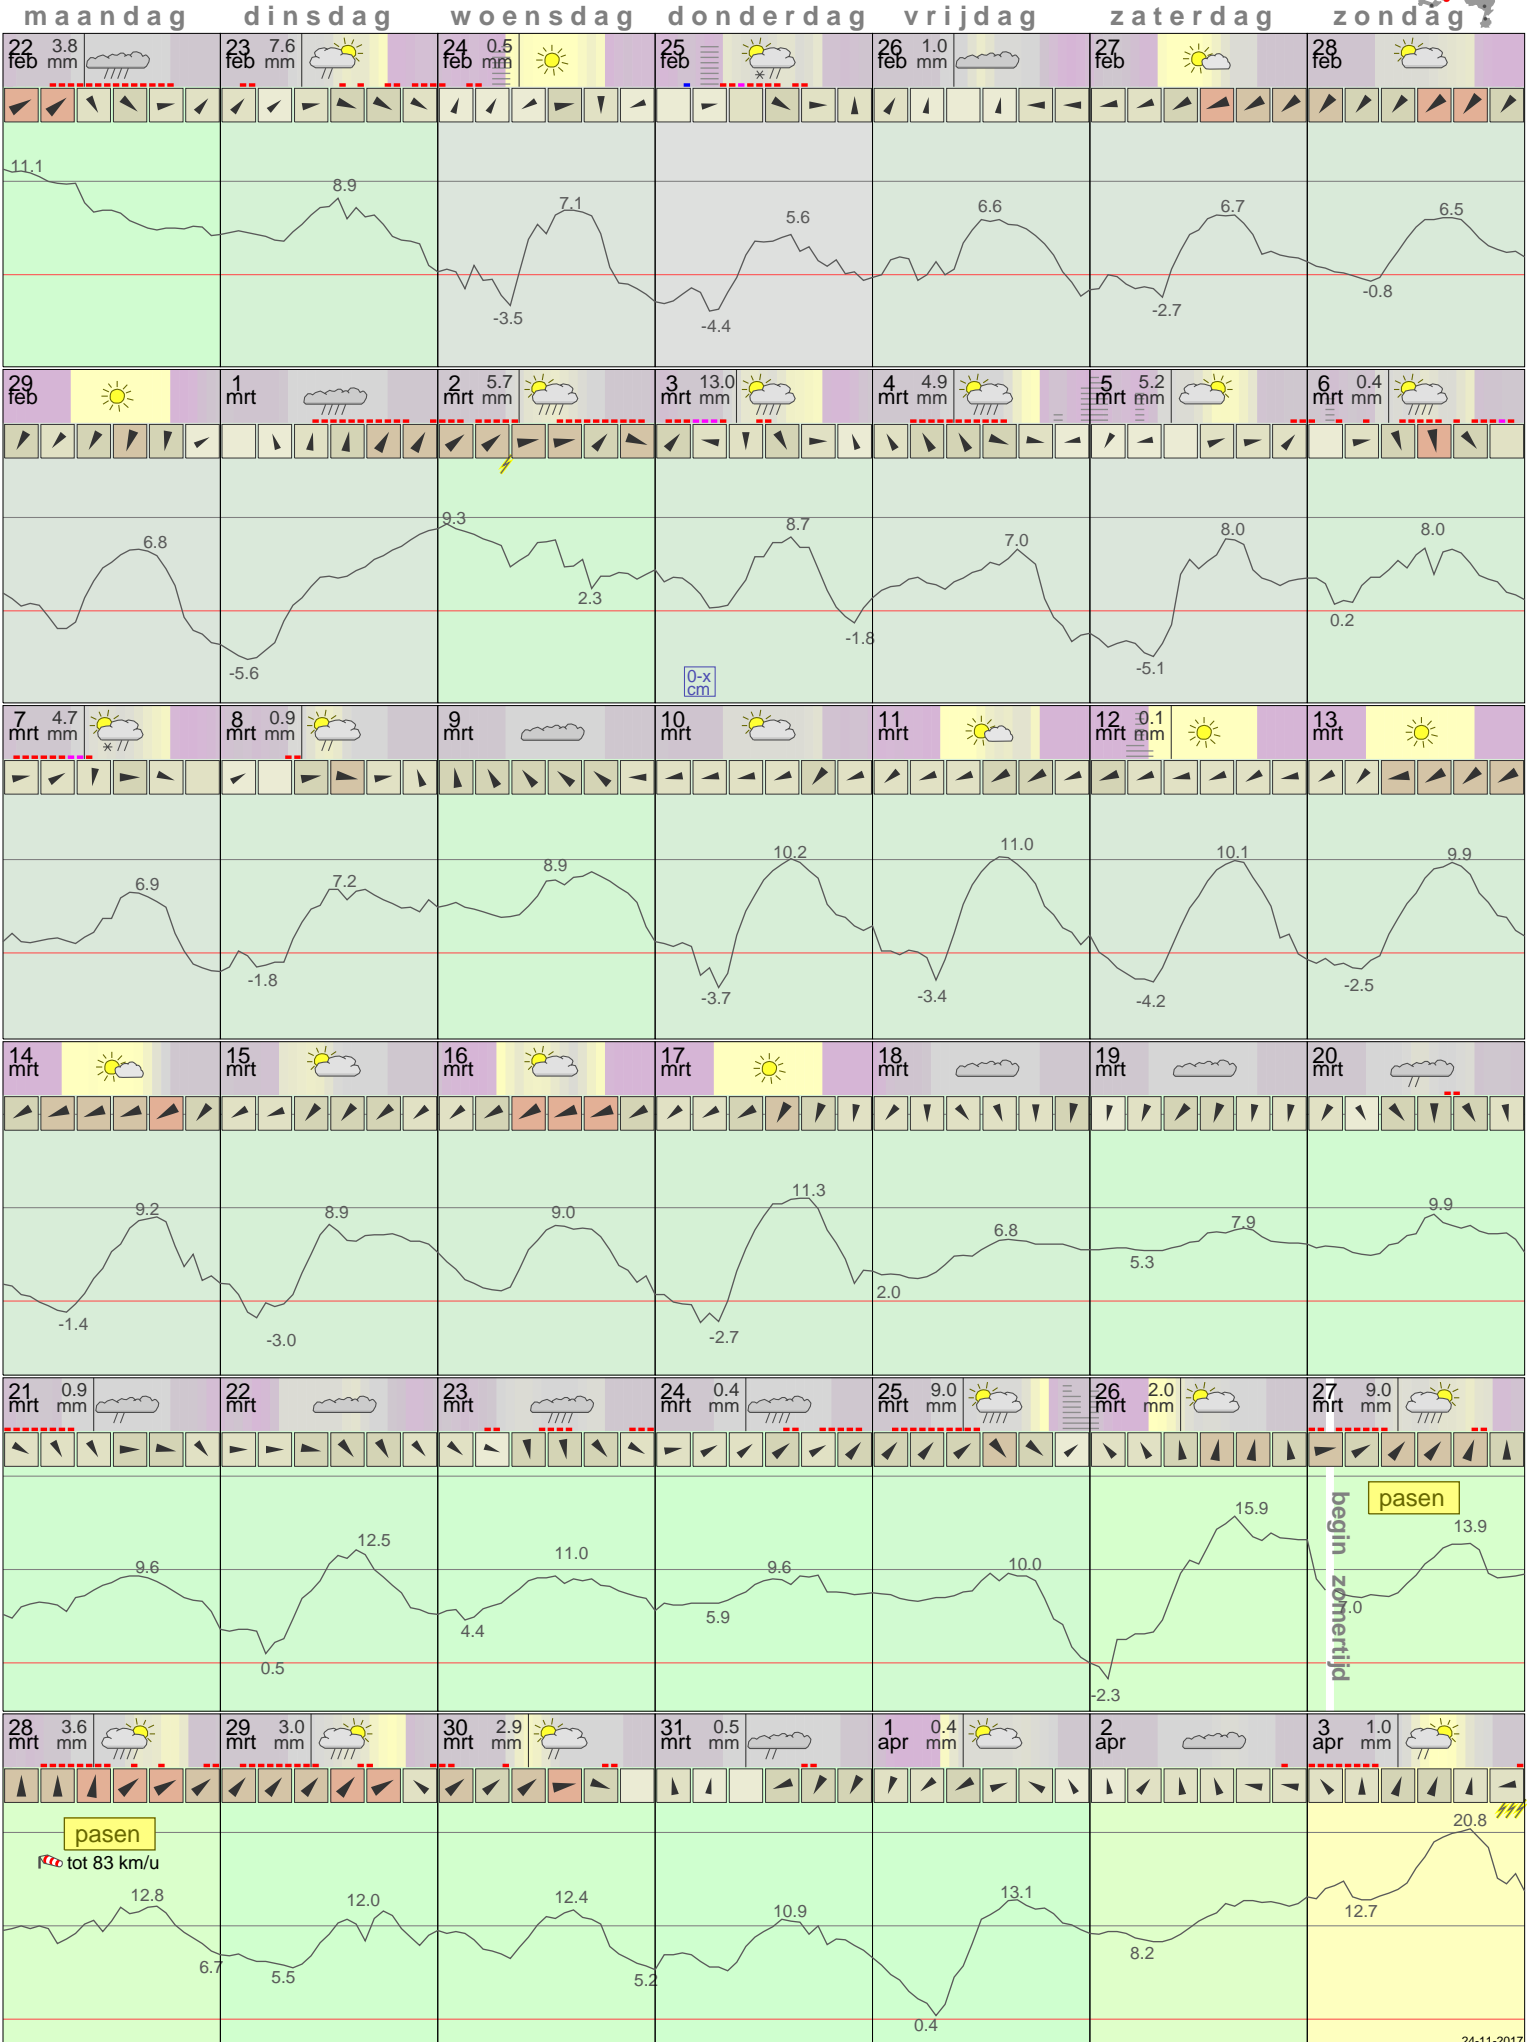 maandag dinsdag woensdag donderdag vrijdag zaterdag zondag
22 feb 3.8 mm
23 feb 7.6 mm
24 feb 0.5 mm
25 feb
26 feb 1.0 mm
27 feb
28 feb
11.1
8.9
7.1
-3.5
5.6
-4.4
6.6
6.7
-2.7
6.5
-0.8
29 feb
1 mrt
2 mrt 5.7 mm
3 mrt 13.0 mm
4 mrt 4.9 mm
5 mrt 5.2 mm
6 mrt 0.4 mm
6.8
-5.6
9.3
2.3
8.7
-1.8
0-x cm
7.0
8.0
-5.1
8.0
0.2
7 mrt 4.7 mm
8 mrt 0.9 mm
9 mrt
10 mrt
11 mrt
12 mrt 0.1 mm
13 mrt
6.9
7.2
-1.8
8.9
10.2
-3.7
11.0
-3.4
10.1
-4.2
9.9
-2.5
14 mrt
15 mrt
16 mrt
17 mrt
18 mrt
19 mrt
20 mrt
9.2
-1.4
8.9
-3.0
9.0
11.3
-2.7
6.8
2.0
7.9
5.3
9.9
21 mrt 0.9 mm
22 mrt
23 mrt
24 mrt 0.4 mm
25 mrt 9.0 mm
26 mrt 2.0 mm
27 mrt 9.0 mm
9.6
12.5
0.5
11.0
4.4
9.6
5.9
10.0
15.9
-2.3
begin zomertijd
pasen
13.9
7.0
28 mrt 3.6 mm
29 mrt 3.0 mm
30 mrt 2.9 mm
31 mrt 0.5 mm
1 apr 0.4 mm
2 apr
3 apr 1.0 mm
pasen
tot 83 km/u
12.8
6.7
12.0
5.5
12.4
5.2
10.9
13.1
0.4
8.2
20.8
12.7
24-11-2017